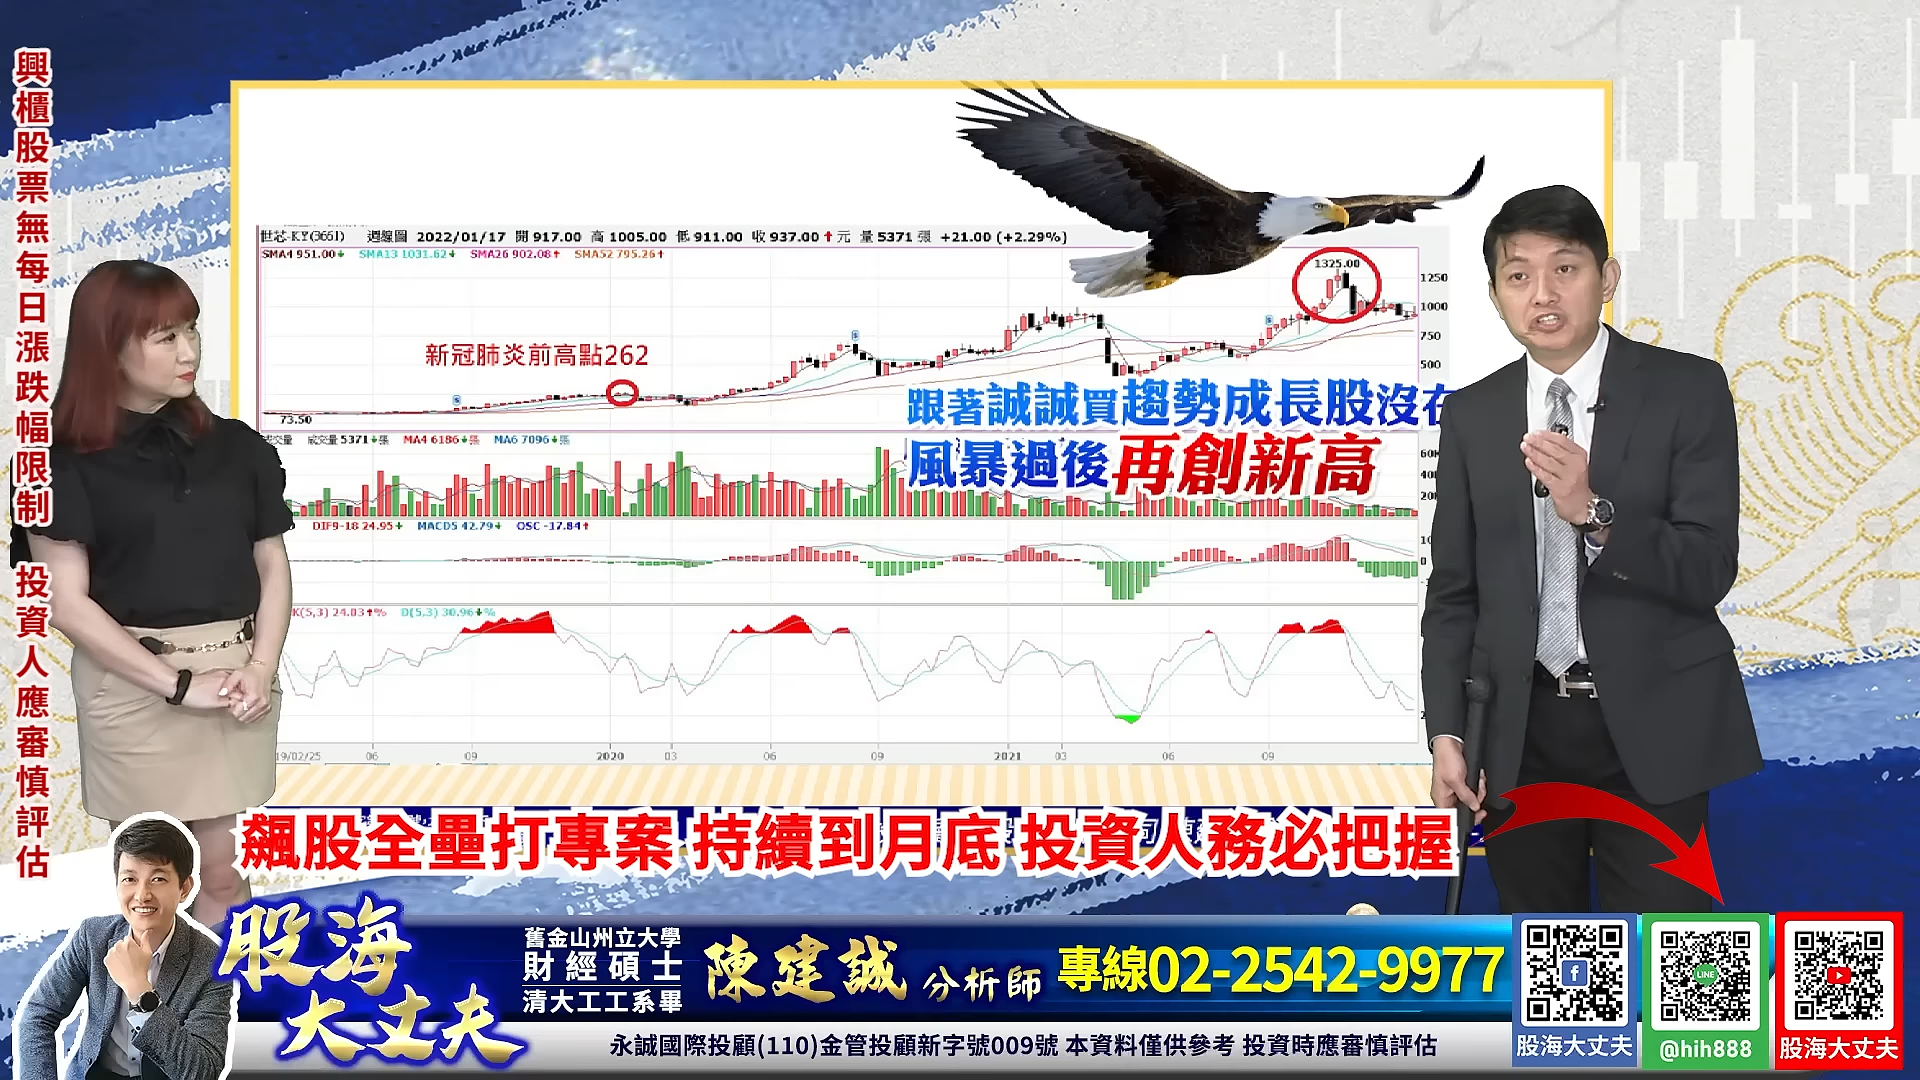 興櫃股票無每日漲跌幅限制 投資人應審慎評估
世芯-KY(3661) 週線圖 2022/01/17 開 917.00 高 1005.00 低 911.00 收 937.00↑元 量 5371 張 +21.00 (+2.29%)
SMA4 951.00↓ SMA13 1031.62↓ SMA26 902.08↑ SMA52 795.26↑
1325.00
1250
1000
750
500
新冠肺炎前高點262
73.50
跟著誠誠買趨勢成長股沒在
風暴過後再創新高
成交量 5371↓張 MA4 6186↓張 MA6 7096↓張
DIF9-18 24.95↓ MACD5 42.79↓ OSC -17.84↑
K(5,3) 24.03↑% D(5,3) 30.96↓%
19/02/25 06 09 2020 03 06 09 2021 03 06 09
飆股全壘打專案 持續到月底 投資人務必把握
股海大丈夫
舊金山州立大學
財經碩士
清大工工系畢
陳建誠 分析師
專線02-2542-9977
永誠國際投顧(110)金管投顧新字號009號 本資料僅供參考 投資時應審慎評估
股海大丈夫
LINE
@hih888
股海大丈夫